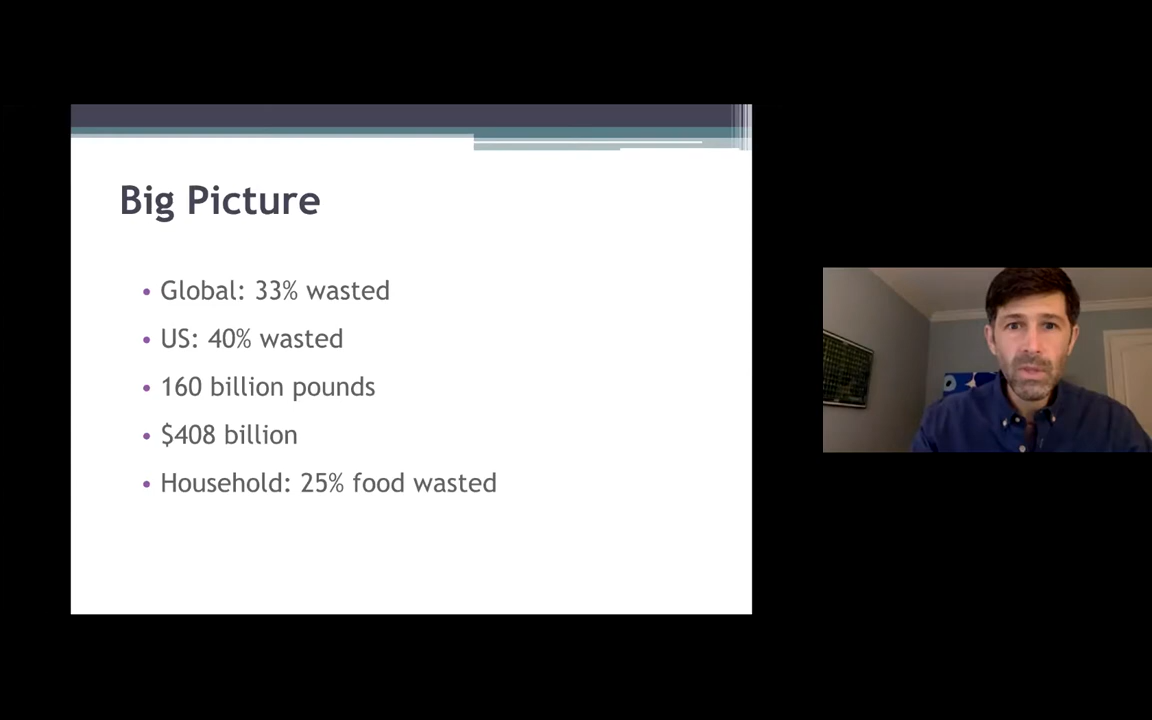 Big Picture
• Global: 33% wasted
• US: 40% wasted
• 160 billion pounds
• $408 billion
• Household: 25% food wasted